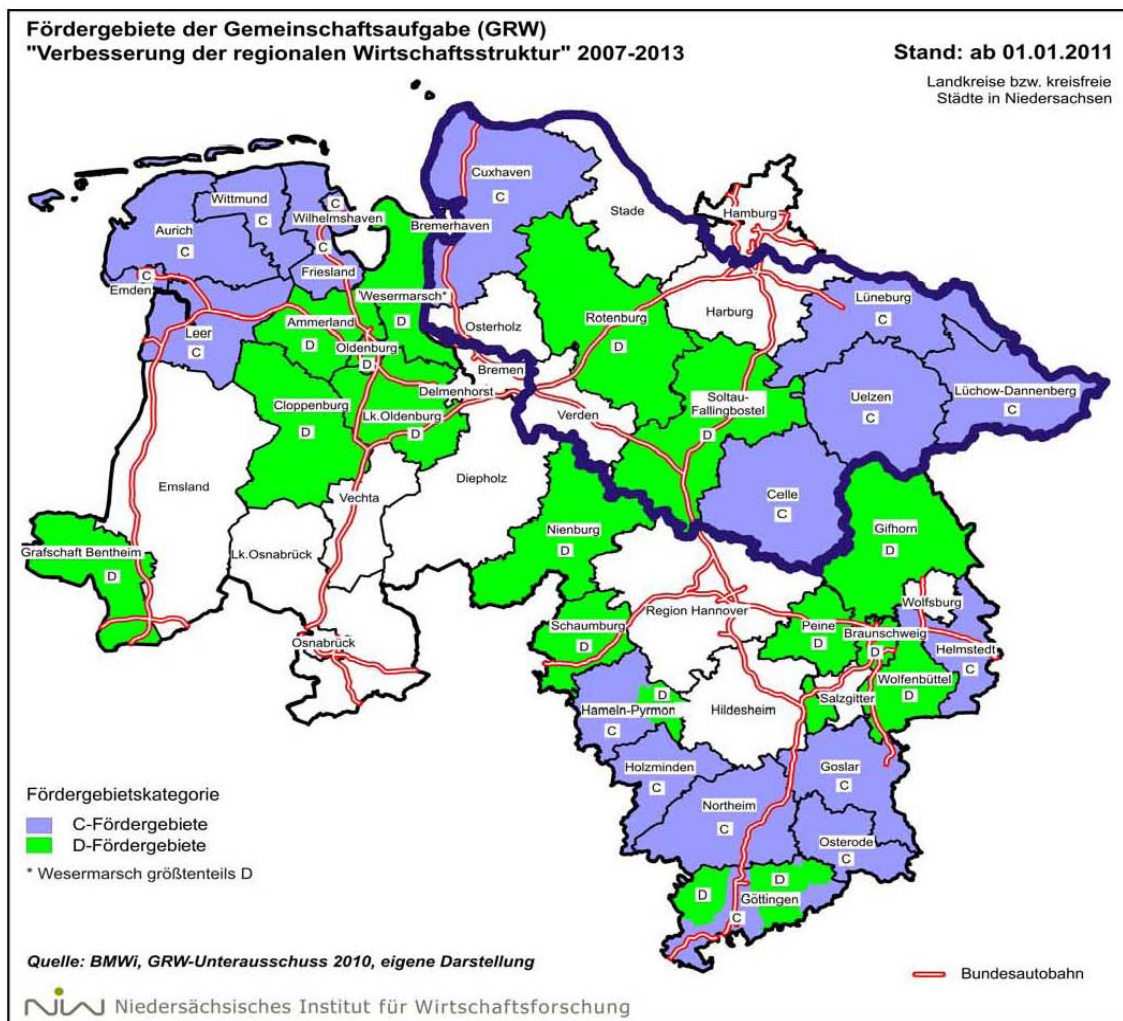 Fördergebiete der Gemeinschaftsaufgabe (GRW)
"Verbesserung der regionalen Wirtschaftsstruktur" 2007-2013
Stand: ab 01.01.2011
Landkreise bzw. kreisfreie
Städte in Niedersachsen
Cuxhaven
C
Stade
Hamburg
Wittmund
C
Wilhelmshaven
C
Aurich
C
Bremerhaven
C
Friesland
Emden
C
Leer
C
'Wesermarsch*
D
Ammerland
D
Oldenburg
D
Osterholz
Rotenburg
D
Harburg
Lüneburg
C
Bremen
Delmenhorst
Cloppenburg
D
Lk.Oldenburg
D
Verden
Soltau-
Fallingbostel
D
Uelzen
C
Lüchow-Dannenberg
C
Emsland
Vechta
Diepholz
Celle
C
Nienburg
D
Gifhorn
D
Grafschaft Bentheim
D
Lk.Osnabrück
Osnabrück
Region Hannover
Wolfsburg
Schaumburg
D
Peine
D
Braunschweig
D
Helmstedt
C
Wolfenbüttel
D
Salzgitter
D
Hameln-Pyrmon
C
Hildesheim
Holzminden
C
Goslar
C
Northeim
C
Osterode
C
D
D
Göttingen
C
Fördergebietskategorie
C-Fördergebiete
D-Fördergebiete
* Wesermarsch größtenteils D
Quelle: BMWi, GRW-Unterausschuss 2010, eigene Darstellung
Bundesautobahn
NIW Niedersächsisches Institut für Wirtschaftsforschung